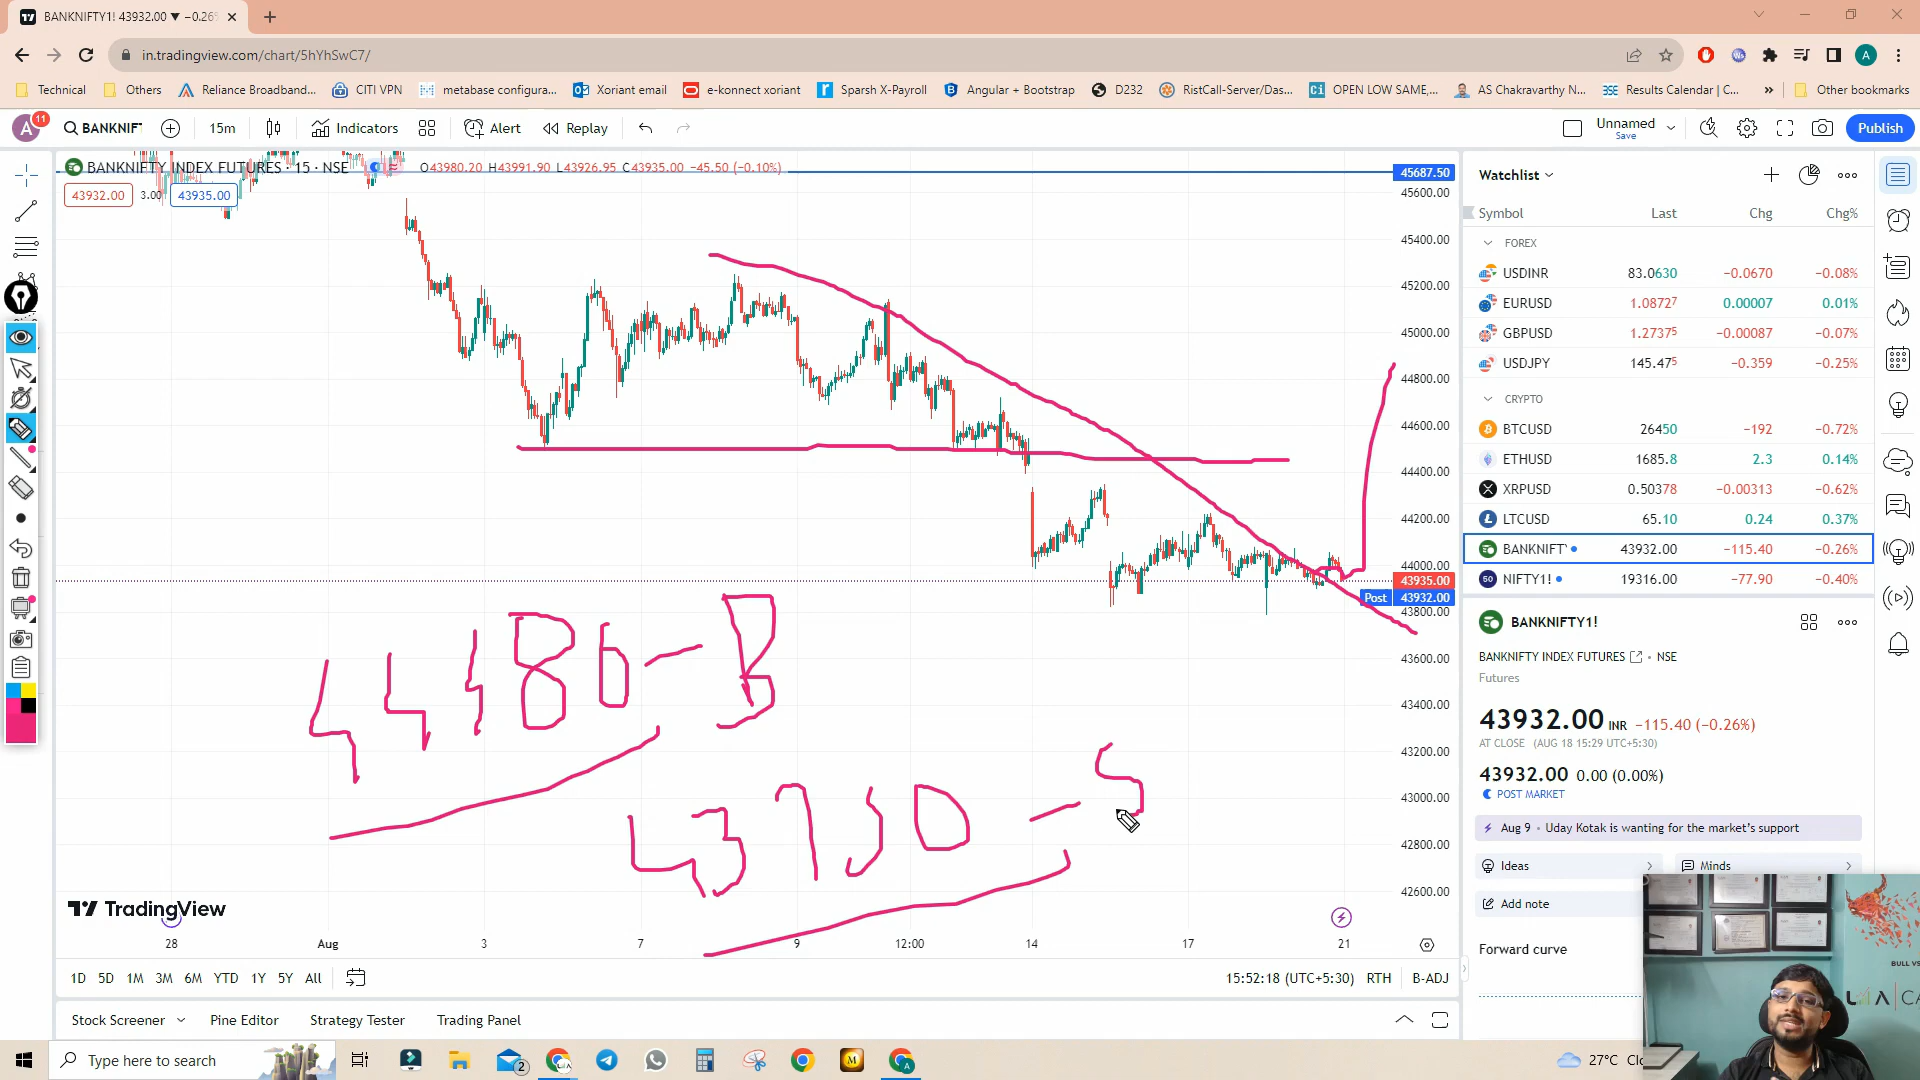 BANKNIFTY1! 43932.00 ▼ −0.26
in.tradingview.com/chart/5hYhSwC7/
Technical Others Reliance Broadband... CITI VPN metabase configura... Xoriant email e-konnect xoriant Sparsh X-Payroll Angular + Bootstrap D232 RistCall-Server/Das... OPEN LOW SAME,... AS Chakravarthy N... Results Calendar | C... » Other bookmarks
A 11 BANKNIF 15m Indicators Alert Replay Unnamed Save Publish
BANKNIFTY INDEX FUTURES · 15 · NSE O43980.20 H43991.90 L43926.95 C43935.00 −45.50 (−0.10%)
43932.00 3.00 43935.00
45687.50
45600.00
45400.00
45200.00
45000.00
44800.00
44600.00
44400.00
44200.00
44000.00
43935.00
Post 43932.00
43800.00
43600.00
43400.00
43200.00
43000.00
42800.00
42600.00
44486 – B
43750 – S
TradingView
28 Aug 3 7 9 12:00 14 17 21
1D 5D 1M 3M 6M YTD 1Y 5Y All 15:52:18 (UTC+5:30) RTH B-ADJ
Stock Screener Pine Editor Strategy Tester Trading Panel
Watchlist
Symbol Last Chg Chg%
FOREX
USDINR 83.0630 −0.0670 −0.08%
EURUSD 1.08727 0.00007 0.01%
GBPUSD 1.27375 −0.00087 −0.07%
USDJPY 145.475 −0.359 −0.25%
CRYPTO
BTCUSD 26450 −192 −0.72%
ETHUSD 1685.8 2.3 0.14%
XRPUSD 0.50378 −0.00313 −0.62%
LTCUSD 65.10 0.24 0.37%
BANKNIFT 43932.00 −115.40 −0.26%
50 NIFTY1! 19316.00 −77.90 −0.40%
BANKNIFTY1!
BANKNIFTY INDEX FUTURES • NSE
Futures
43932.00 INR −115.40 (−0.26%)
AT CLOSE (AUG 18 15:29 UTC+5:30)
43932.00 0.00 (0.00%)
POST MARKET
Aug 9 • Uday Kotak is wanting for the market's support
Ideas Minds
Add note
Forward curve
BULL VS
Type here to search
2
27°C Clo